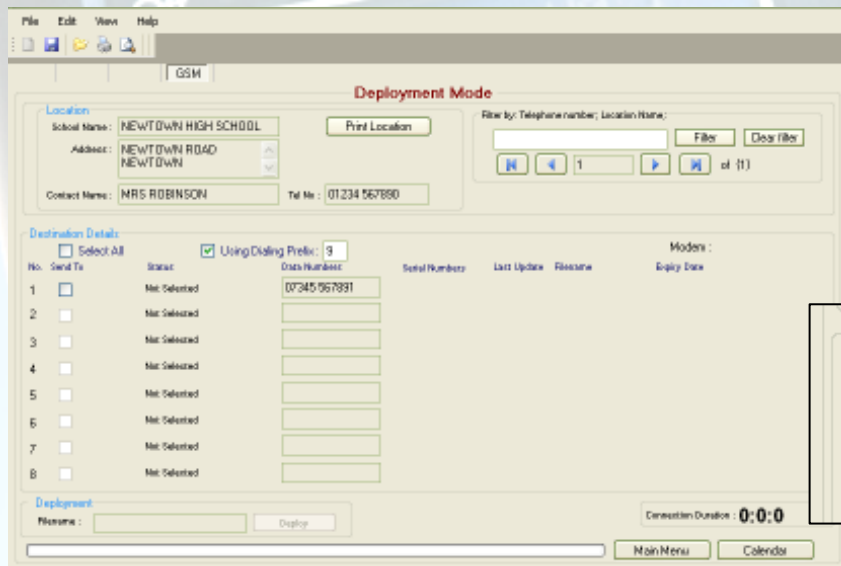 File Edit View Help
GSM
Deployment Mode
Location
School Name : NEWTOWN HIGH SCHOOL
Print Location
Address : NEWTOWN ROAD
NEWTOWN
Contact Name : MRS ROBINSON
Tel No : 01234 567890
Filter by: Telephone number; Location Name;
Filter Clear filter
1 of (1)
Destination Details
Select All Using Dialing Prefix : 9 Modem :
No. Send To Status Data Numbers Serial Numbers Last Update Filename Expiry Date
1 Not Selected 07345 567891
2 Not Selected
3 Not Selected
4 Not Selected
5 Not Selected
6 Not Selected
7 Not Selected
8 Not Selected
Deployment
Filename : Deploy
Connection Duration : 0:0:0
Main Menu Calendar